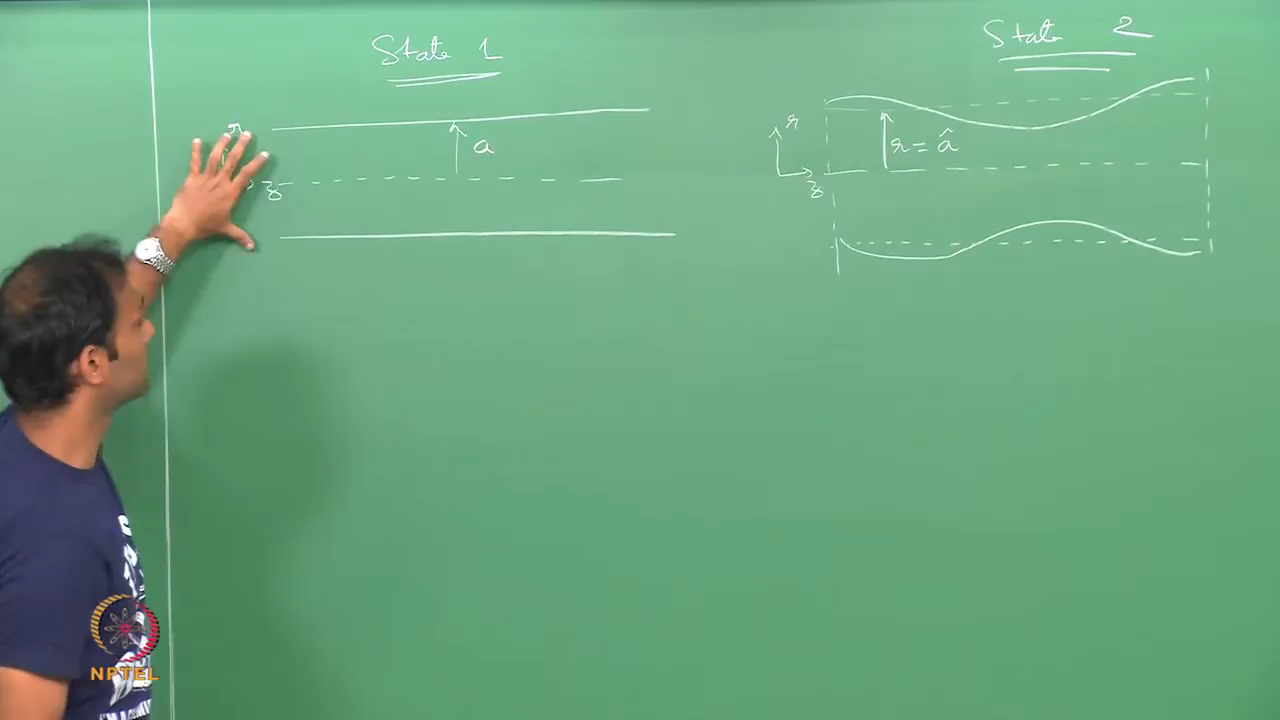 State 1
r
a
z
State 2
r
r = â
z
NPTEL